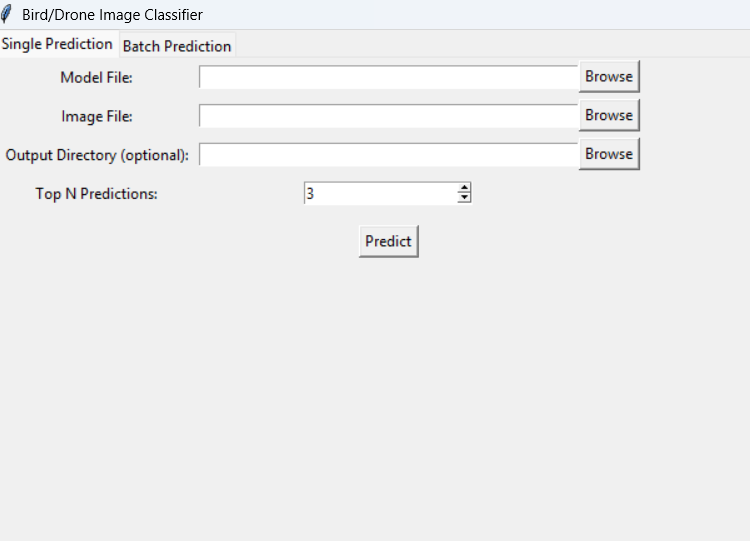 Bird/Drone Image Classifier
Single Prediction Batch Prediction
Model File: Browse
Image File: Browse
Output Directory (optional): Browse
Top N Predictions: 3
Predict